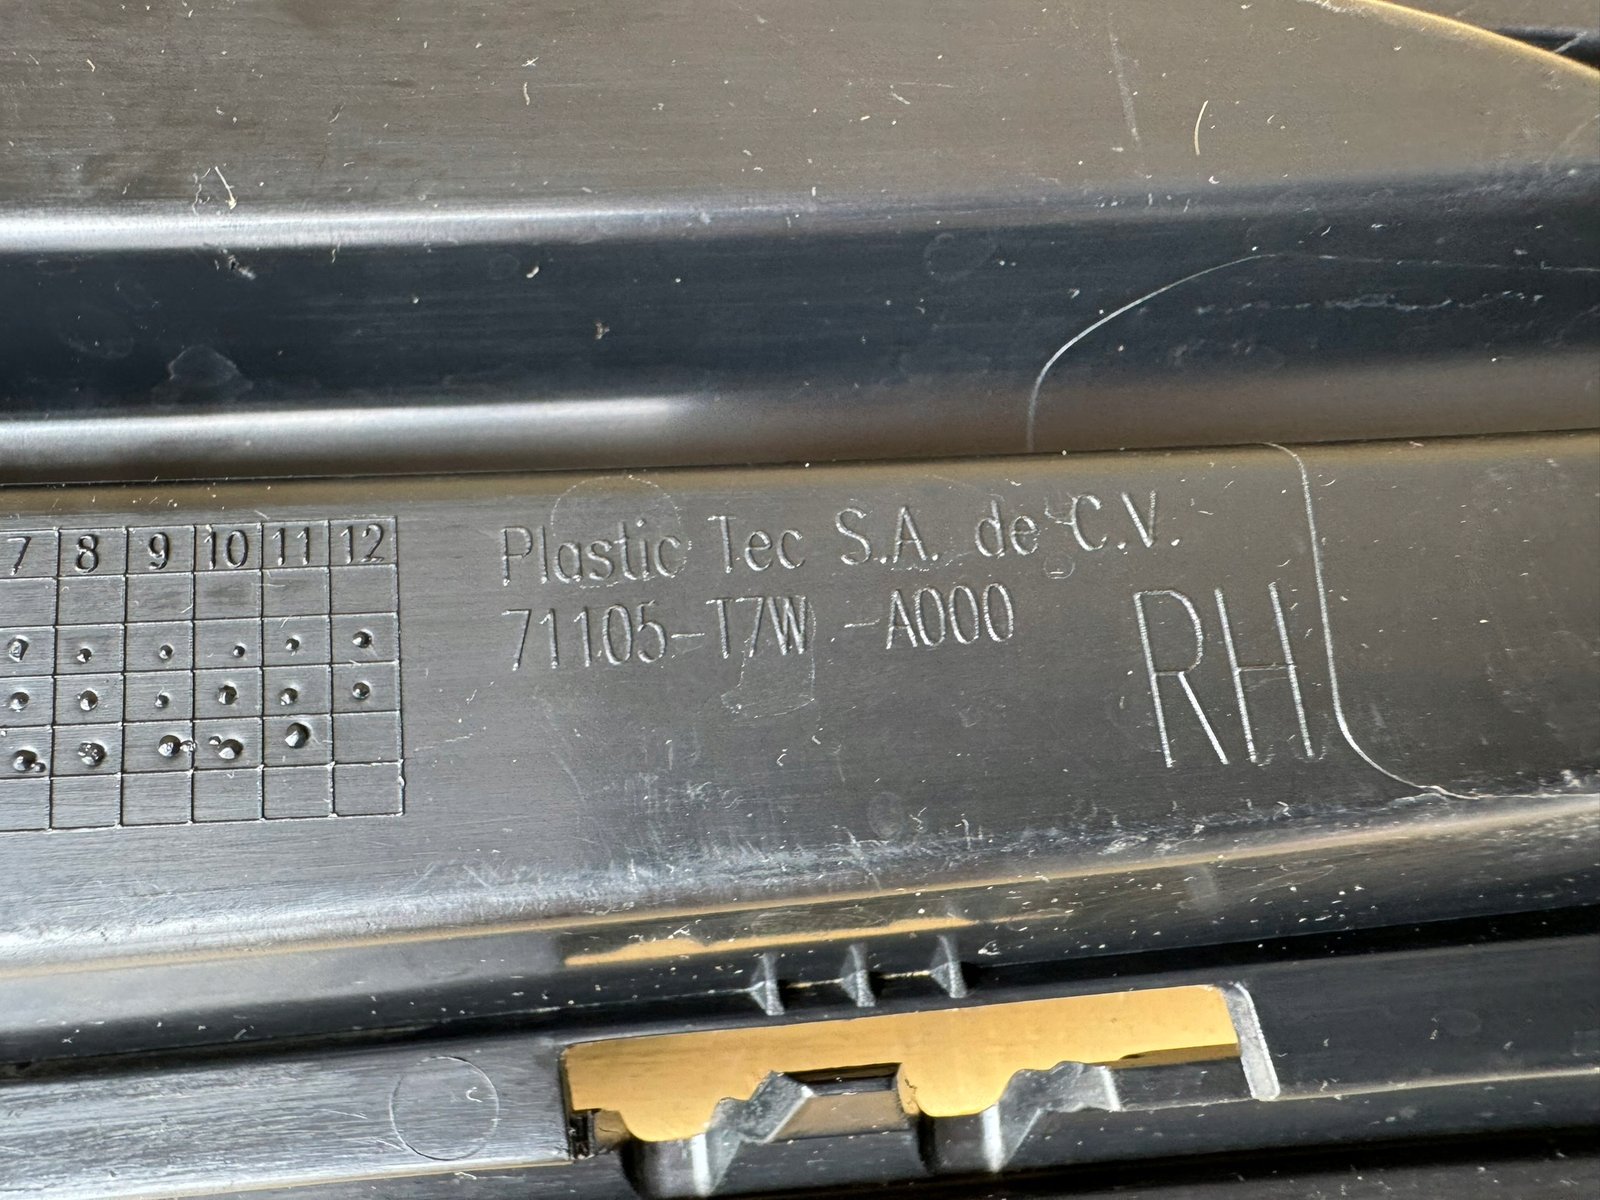 7 8 9 10 11 12
Plastic Tec S.A. de C.V.
71105-T7W-A000
RH